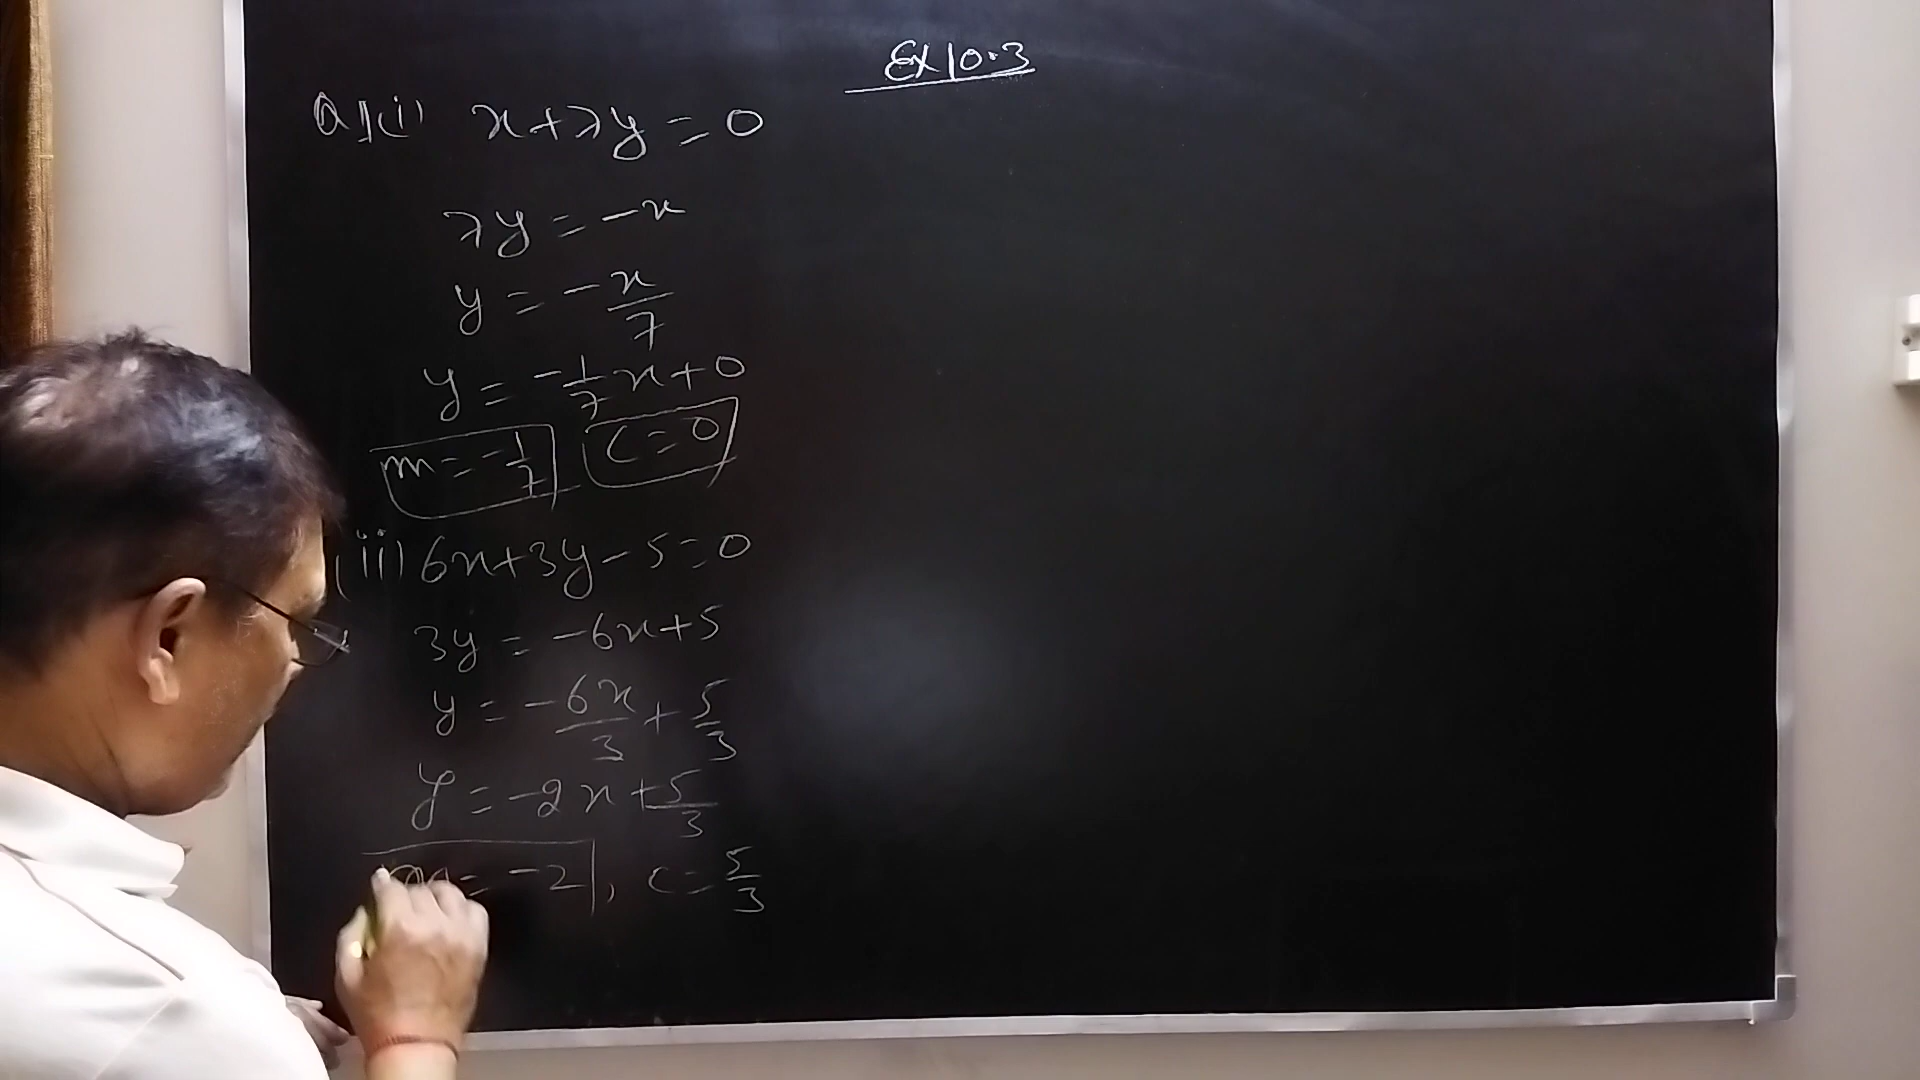 Ex 10.3
Q1(i) x+7y=0
7y = -x
y = -x/7
y = -1/7 x+0
m = -1/7 c=0
(ii) 6x+3y-5=0
3y = -6x+5
y = -6x/3 + 5/3
y = -2x + 5/3
m = -2, c = 5/3